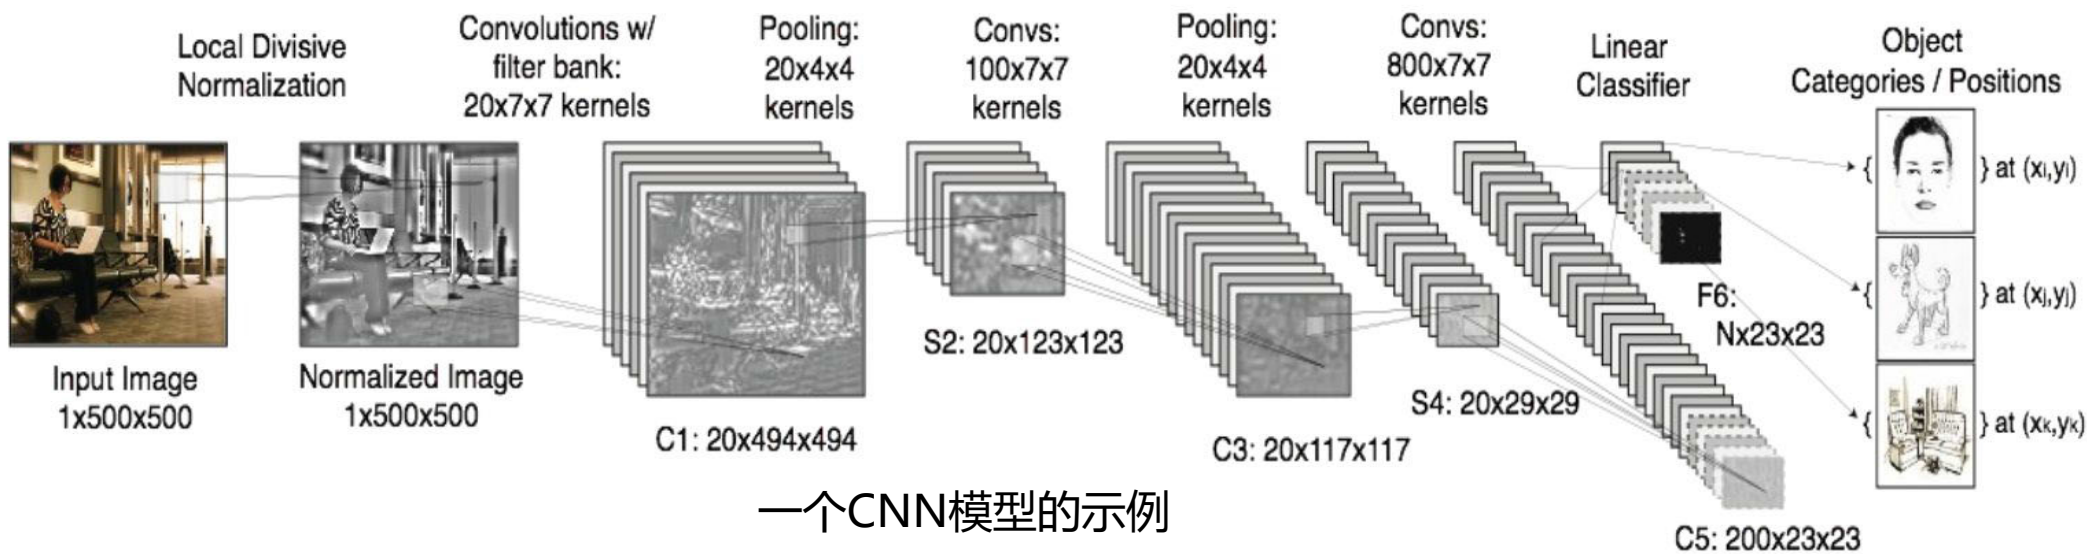 Local Divisive
Normalization
Convolutions w/
filter bank:
20x7x7 kernels
Pooling:
20x4x4
kernels
Convs:
100x7x7
kernels
Pooling:
20x4x4
kernels
Convs:
800x7x7
kernels
Linear
Classifier
Object
Categories / Positions
{ } at (xi,yi)
{ } at (xj,yj)
{ } at (xk,yk)
Input Image
1x500x500
Normalized Image
1x500x500
C1: 20x494x494
S2: 20x123x123
C3: 20x117x117
S4: 20x29x29
C5: 200x23x23
F6:
Nx23x23
一个CNN模型的示例